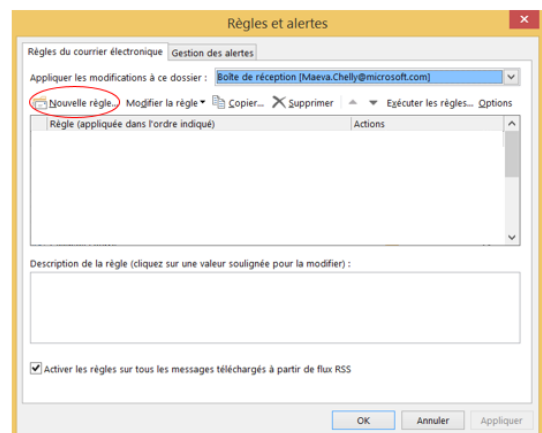 Règles et alertes
Règles du courrier électronique Gestion des alertes
Appliquer les modifications à ce dossier : Boîte de réception [Maeva.Chelly@microsoft.com]
Nouvelle règle... Modifier la règle Copier... Supprimer Exécuter les règles... Options
Règle (appliquée dans l'ordre indiqué) Actions
Description de la règle (cliquez sur une valeur soulignée pour la modifier) :
Activer les règles sur tous les messages téléchargés à partir de flux RSS
OK Annuler Appliquer